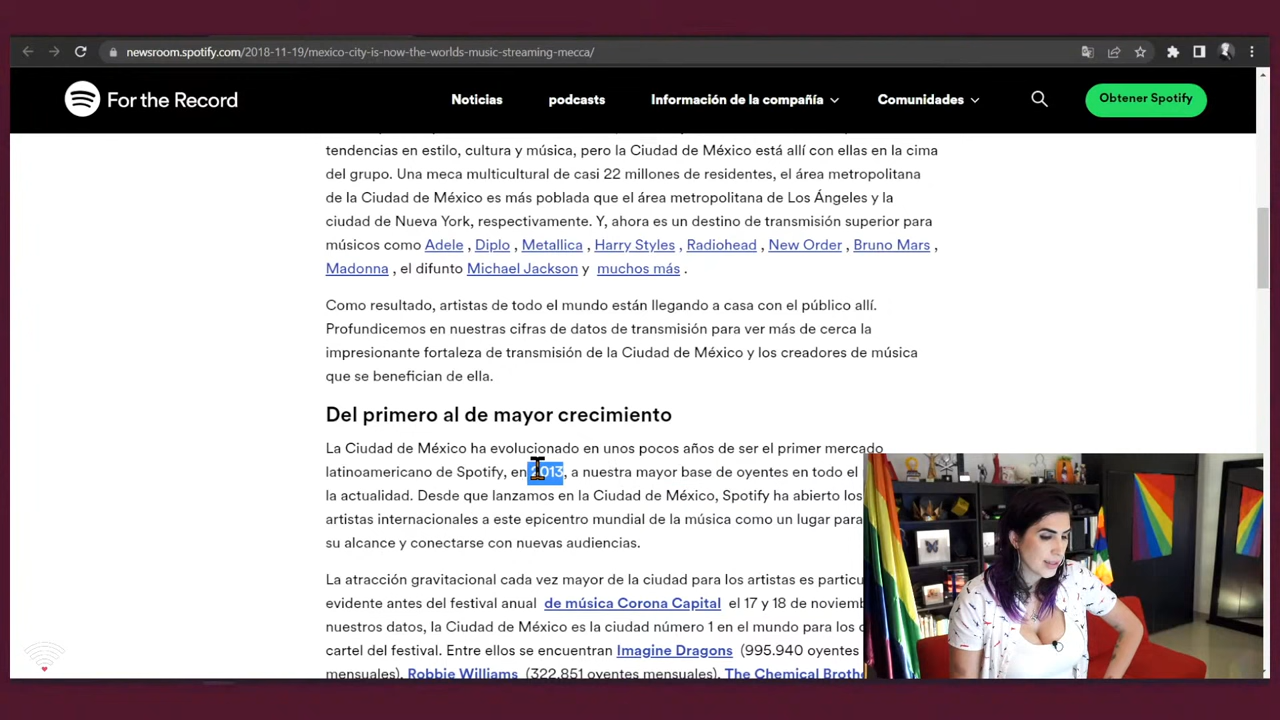 newsroom.spotify.com/2018-11-19/mexico-city-is-now-the-worlds-music-streaming-mecca/
For the Record
Noticias
podcasts
Información de la compañía
Comunidades
Obtener Spotify
tendencias en estilo, cultura y música, pero la Ciudad de México está allí con ellas en la cima
del grupo. Una meca multicultural de casi 22 millones de residentes, el área metropolitana
de la Ciudad de México es más poblada que el área metropolitana de Los Ángeles y la
ciudad de Nueva York, respectivamente. Y, ahora es un destino de transmisión superior para
músicos como Adele , Diplo , Metallica , Harry Styles , Radiohead , New Order , Bruno Mars ,
Madonna , el difunto Michael Jackson y muchos más .
Como resultado, artistas de todo el mundo están llegando a casa con el público allí.
Profundicemos en nuestras cifras de datos de transmisión para ver más de cerca la
impresionante fortaleza de transmisión de la Ciudad de México y los creadores de música
que se benefician de ella.
Del primero al de mayor crecimiento
La Ciudad de México ha evolucionado en unos pocos años de ser el primer mercado
latinoamericano de Spotify, en 2013, a nuestra mayor base de oyentes en todo el
la actualidad. Desde que lanzamos en la Ciudad de México, Spotify ha abierto los
artistas internacionales a este epicentro mundial de la música como un lugar para
su alcance y conectarse con nuevas audiencias.
La atracción gravitacional cada vez mayor de la ciudad para los artistas es
evidente antes del festival anual de música Corona Capital el 17 y 18 de
nuestros datos, la Ciudad de México es la ciudad número 1 en el mundo para los
cartel del festival. Entre ellos se encuentran Imagine Dragons (995.940 oyentes
mensuales), Robbie Williams (322.851 oyentes mensuales), The Chemical